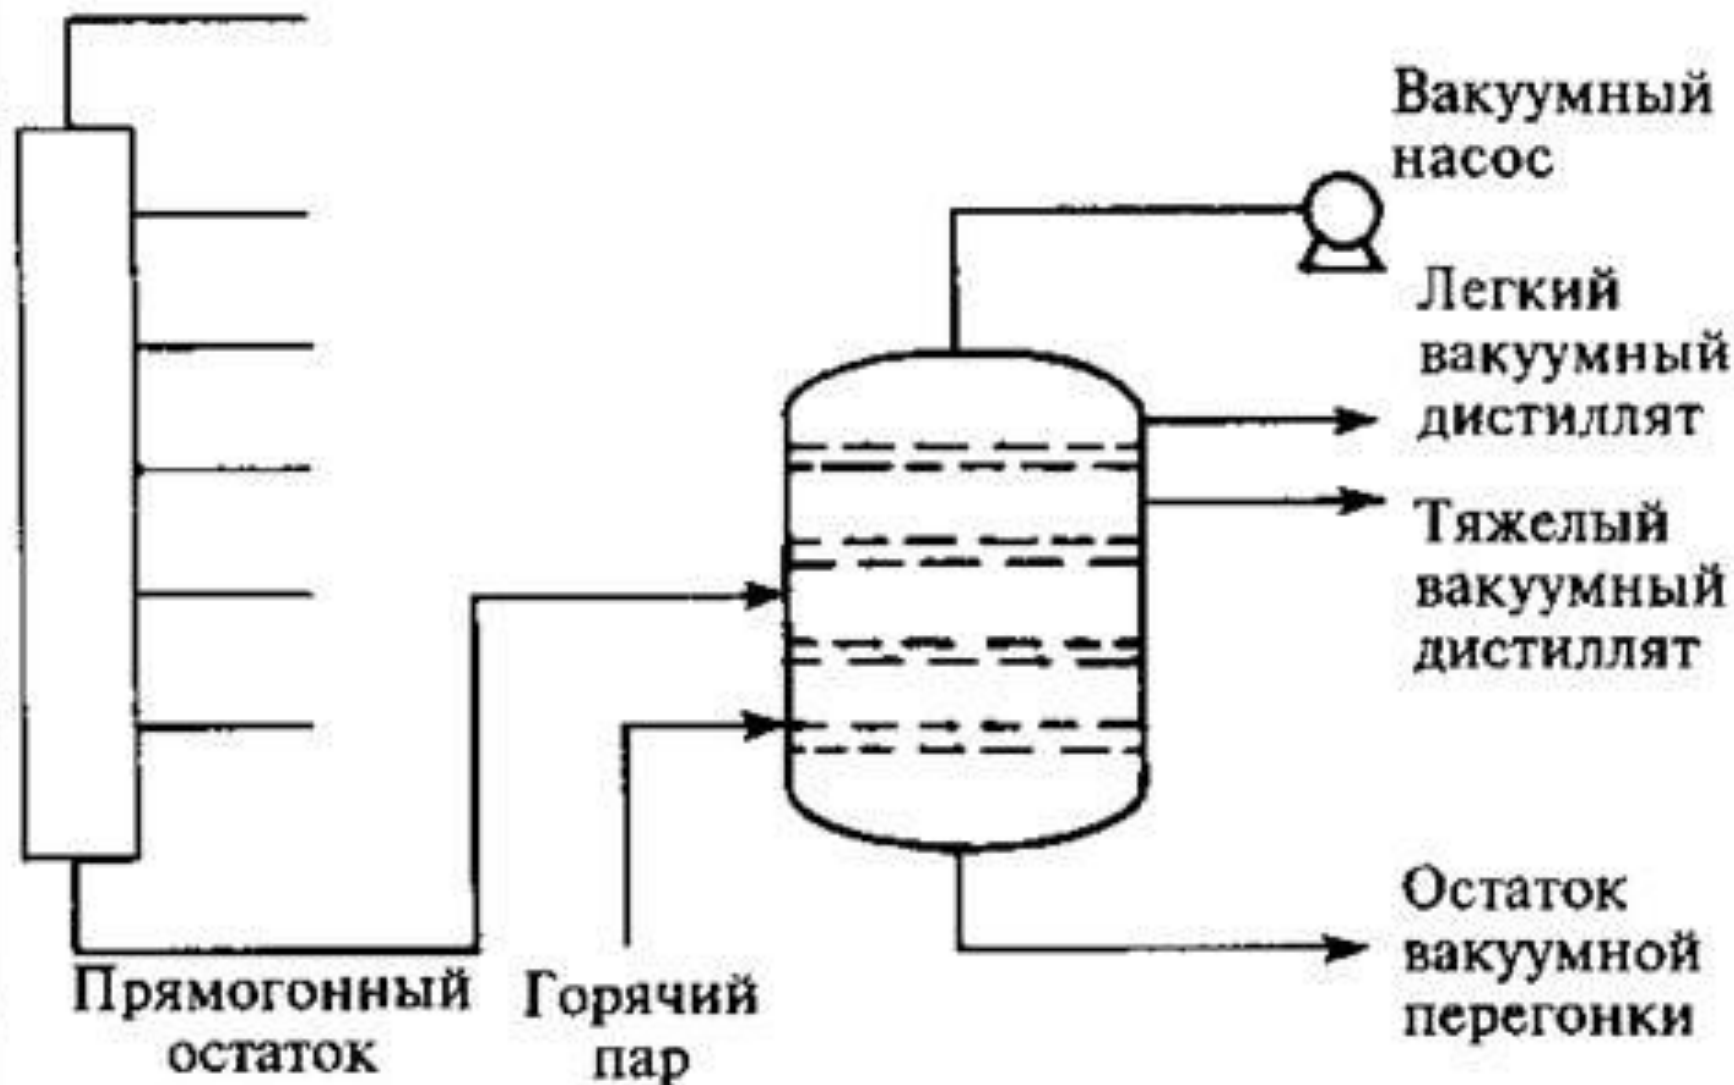 Вакуумный
насос
Легкий
вакуумный
дистиллят
Тяжелый
вакуумный
дистиллят
Остаток
вакуумной
перегонки
Прямогонный
остаток
Горячий
пар